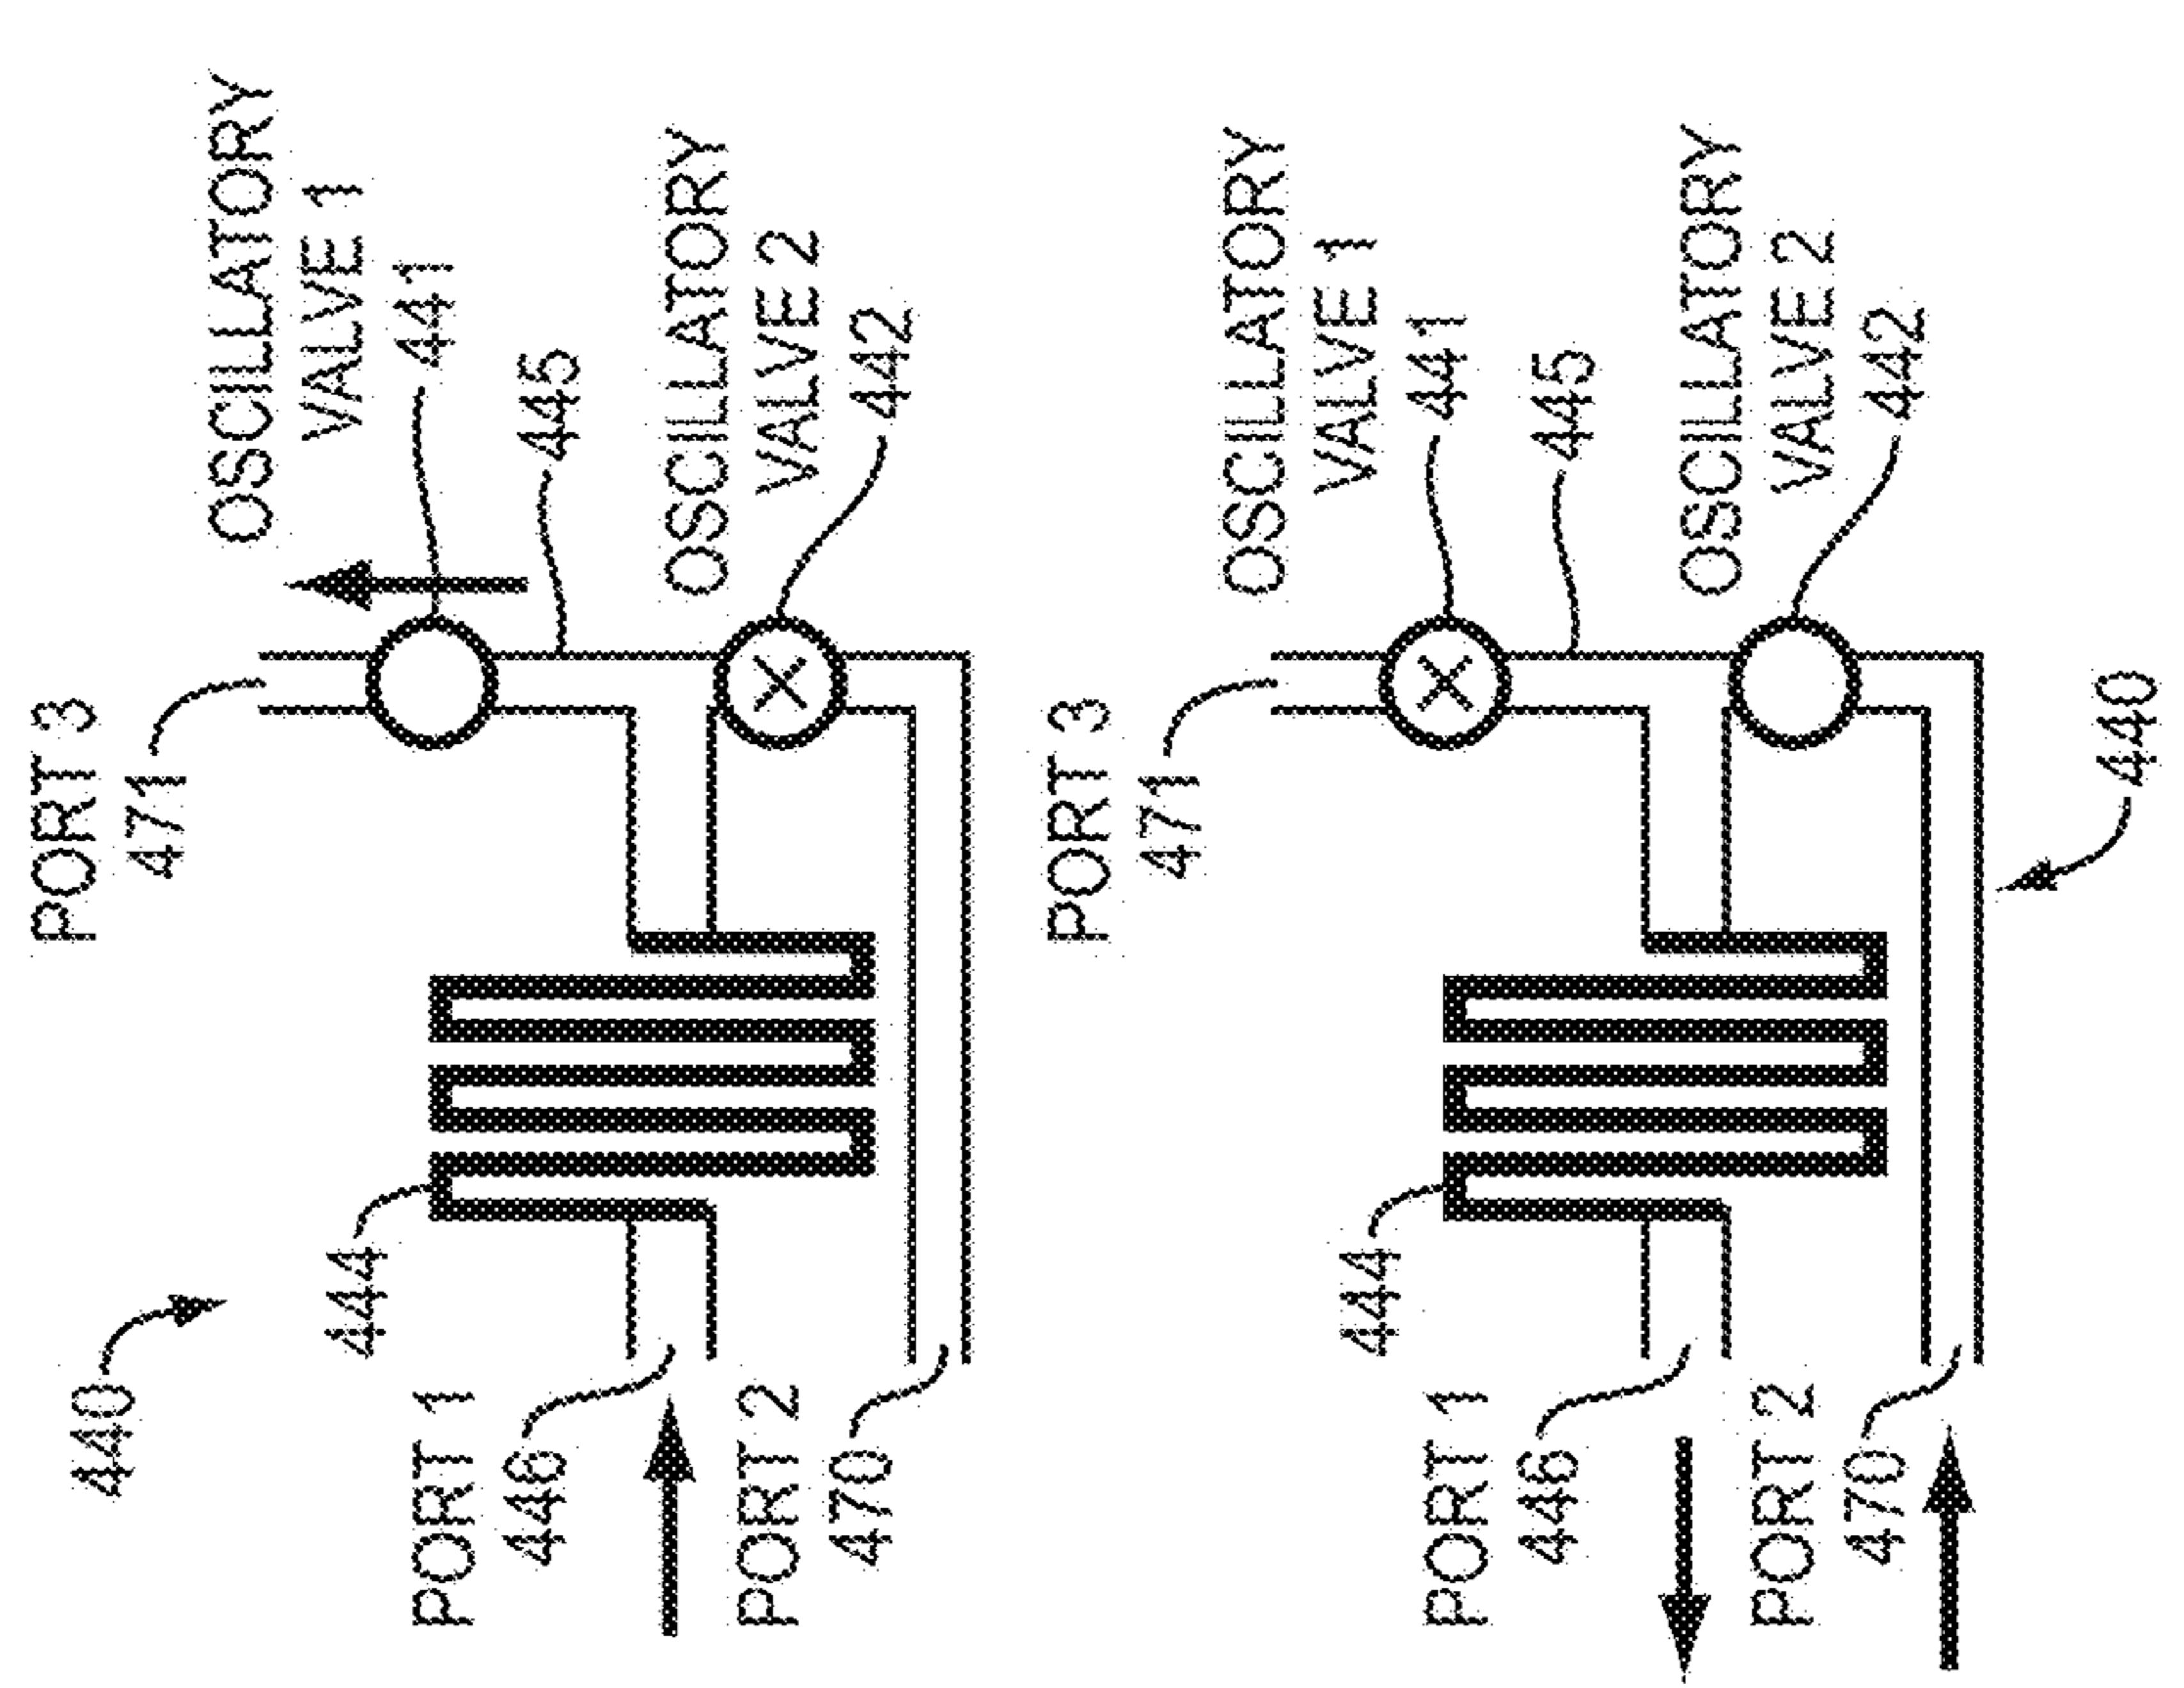 440
PORT 3
471
444
PORT 1
446
PORT 2
470
OSCILLATORY
VALVE 1
441
445
OSCILLATORY
VALVE 2
442
PORT 3
471
444
PORT 1
446
PORT 2
470
OSCILLATORY
VALVE 1
441
445
OSCILLATORY
VALVE 2
442
440